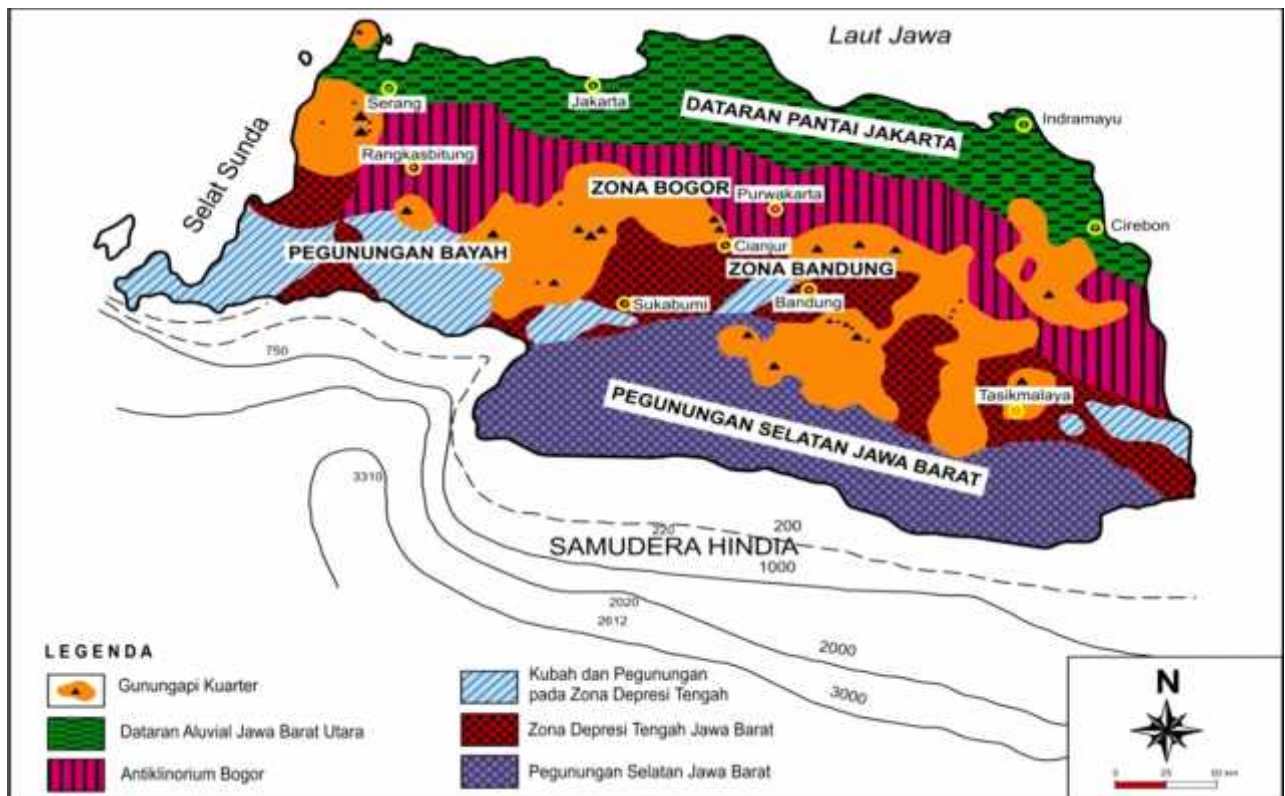 Laut Jawa
Serang
Jakarta
DATARAN PANTAI JAKARTA
Indramayu
Selat Sunda
Rangkasbitung
ZONA BOGOR
Purwakarta
Cirebon
PEGUNUNGAN BAYAH
Cianjur
ZONA BANDUNG
Sukabumi
Bandung
750
Tasikmalaya
PEGUNUNGAN SELATAN JAWA BARAT
3310
220
200
SAMUDERA HINDIA
1000
2020
2612
2000
3000
LEGENDA
Gunungapi Kuarter
Dataran Aluvial Jawa Barat Utara
Antiklinorium Bogor
Kubah dan Pegunungan
pada Zona Depresi Tengah
Zona Depresi Tengah Jawa Barat
Pegunungan Selatan Jawa Barat
N
0 25 50 km